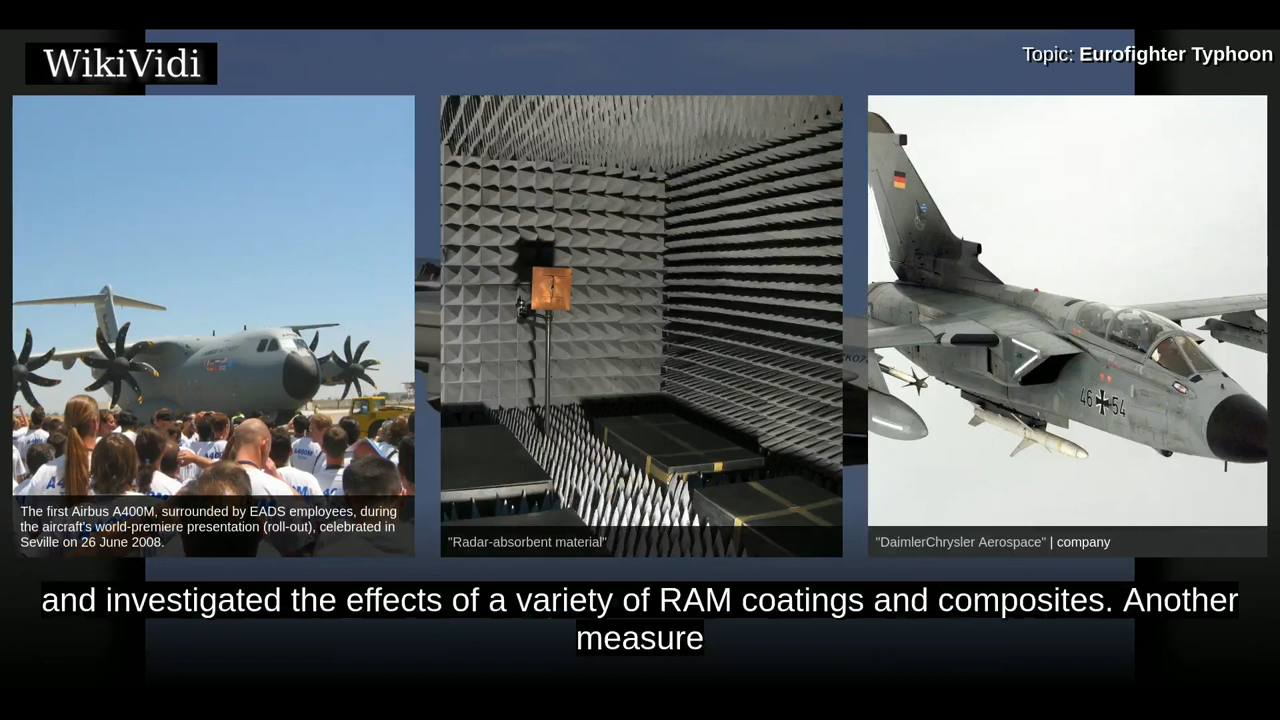 WikiVidi
Topic: Eurofighter Typhoon
The first Airbus A400M, surrounded by EADS employees, during
the aircraft's world-premiere presentation (roll-out), celebrated in
Seville on 26 June 2008.
"Radar-absorbent material"
"DaimlerChrysler Aerospace" | company
46 54
and investigated the effects of a variety of RAM coatings and composites. Another
measure